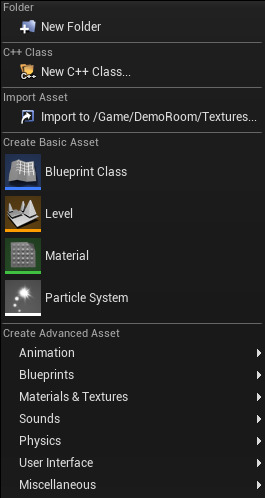 Folder
New Folder
C++ Class
New C++ Class...
Import Asset
Import to /Game/DemoRoom/Textures...
Create Basic Asset
Blueprint Class
Level
Material
Particle System
Create Advanced Asset
Animation
Blueprints
Materials & Textures
Sounds
Physics
User Interface
Miscellaneous